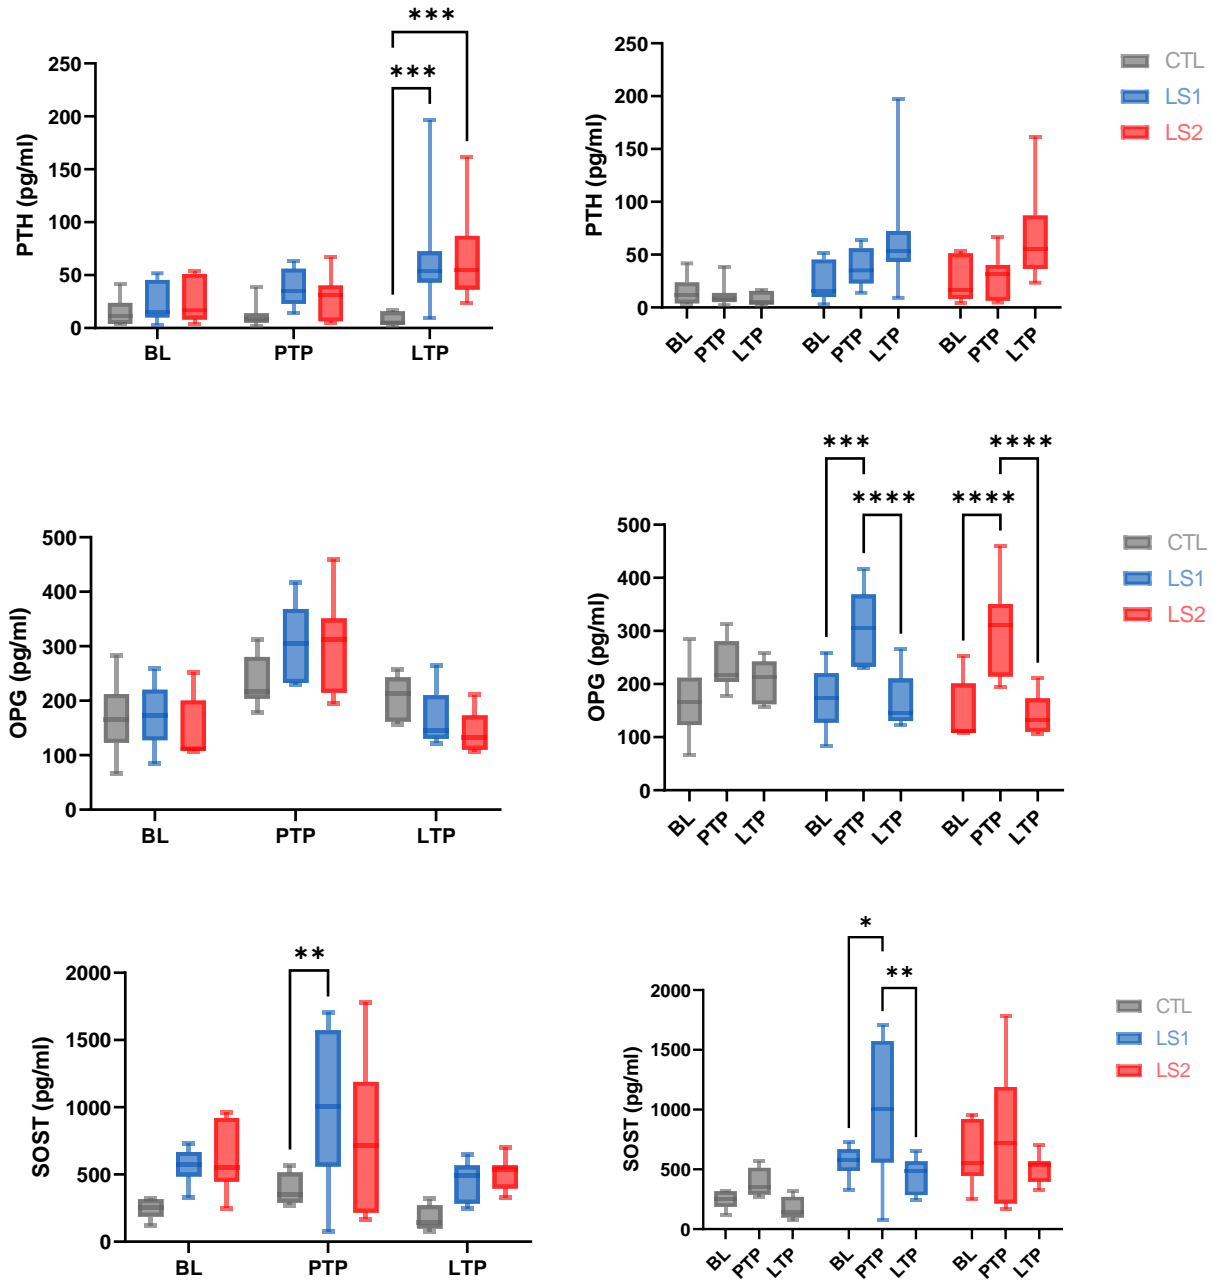 ***
***
250
200
150
100
50
0
PTH (pg/ml)
BL PTP LTP
250
200
150
100
50
0
PTH (pg/ml)
BL PTP LTP BL PTP LTP BL PTP LTP
CTL
LS1
LS2
500
400
300
200
100
0
OPG (pg/ml)
BL PTP LTP
*** ****
**** ****
500
400
300
200
100
0
OPG (pg/ml)
BL PTP LTP BL PTP LTP BL PTP LTP
CTL
LS1
LS2
**
2000
1500
1000
500
0
SOST (pg/ml)
BL PTP LTP
*
**
2000
1500
1000
500
0
SOST (pg/ml)
BL PTP LTP BL PTP LTP BL PTP LTP
CTL
LS1
LS2